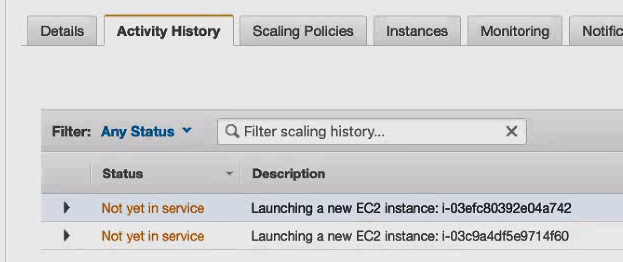 Details Activity History Scaling Policies Instances Monitoring Notific
Filter: Any Status Filter scaling history...
Status Description
Not yet in service Launching a new EC2 instance: i-03efc80392e04a742
Not yet in service Launching a new EC2 instance: i-03c9a4df5e9714f60